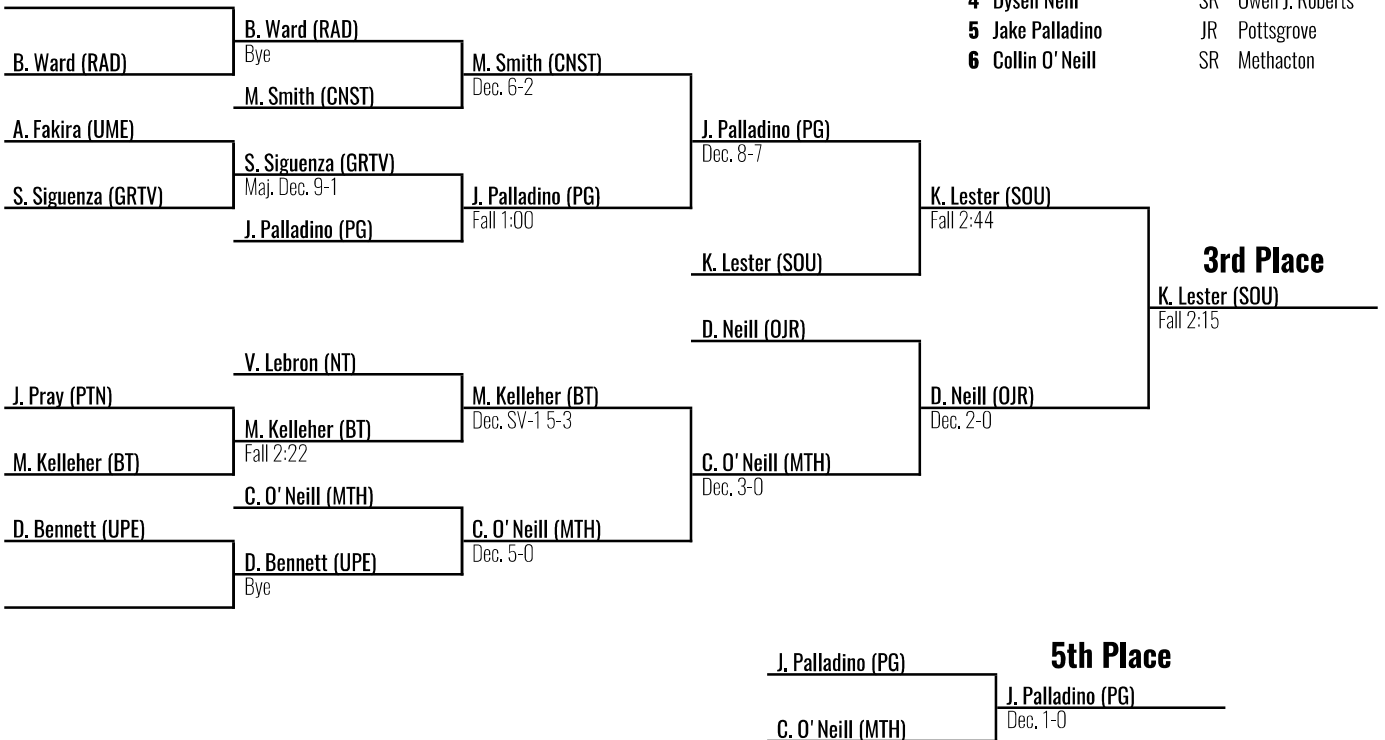 4 Dysen Neill SR Owen J. Roberts
5 Jake Palladino JR Pottsgrove
6 Collin O'Neill SR Methacton
B. Ward (RAD)
Bye
B. Ward (RAD)
M. Smith (CNST)
Dec. 6-2
M. Smith (CNST)
A. Fakira (UME)
J. Palladino (PG)
Dec. 8-7
S. Siguenza (GRTV)
Maj. Dec. 9-1
S. Siguenza (GRTV)
J. Palladino (PG)
Fall 1:00
K. Lester (SOU)
Fall 2:44
J. Palladino (PG)
K. Lester (SOU)
3rd Place
K. Lester (SOU)
Fall 2:15
D. Neill (OJR)
V. Lebron (NT)
J. Pray (PTN)
M. Kelleher (BT)
Dec. SV-1 5-3
D. Neill (OJR)
Dec. 2-0
M. Kelleher (BT)
Fall 2:22
M. Kelleher (BT)
C. O'Neill (MTH)
Dec. 3-0
C. O'Neill (MTH)
D. Bennett (UPE)
C. O'Neill (MTH)
Dec. 5-0
D. Bennett (UPE)
Bye
5th Place
J. Palladino (PG)
J. Palladino (PG)
Dec. 1-0
C. O'Neill (MTH)